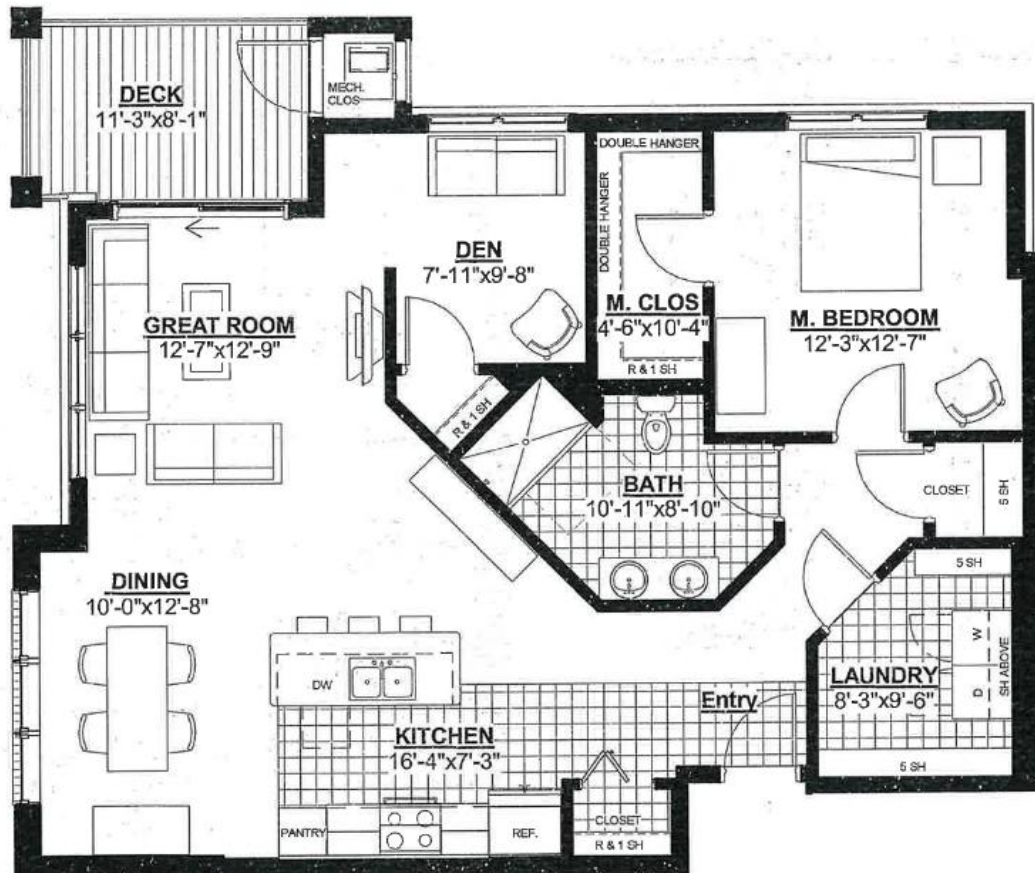 DECK
11'-3"x8'-1"
MECH.
CLOS
DOUBLE HANGER
DOUBLE HANGER
DEN
7'-11"x9'-8"
M. CLOS
4'-6"x10'-4"
R & 1 SH
M. BEDROOM
12'-3"x12'-7"
GREAT ROOM
12'-7"x12'-9"
R & 1 SH
BATH
10'-11"x8'-10"
CLOSET
5 SH
5 SH
DINING
10'-0"x12'-8"
DW
W
D
SH ABOVE
LAUNDRY
8'-3"x9'-6"
5 SH
Entry
KITCHEN
16'-4"x7'-3"
PANTRY
REF.
CLOSET
R & 1 SH